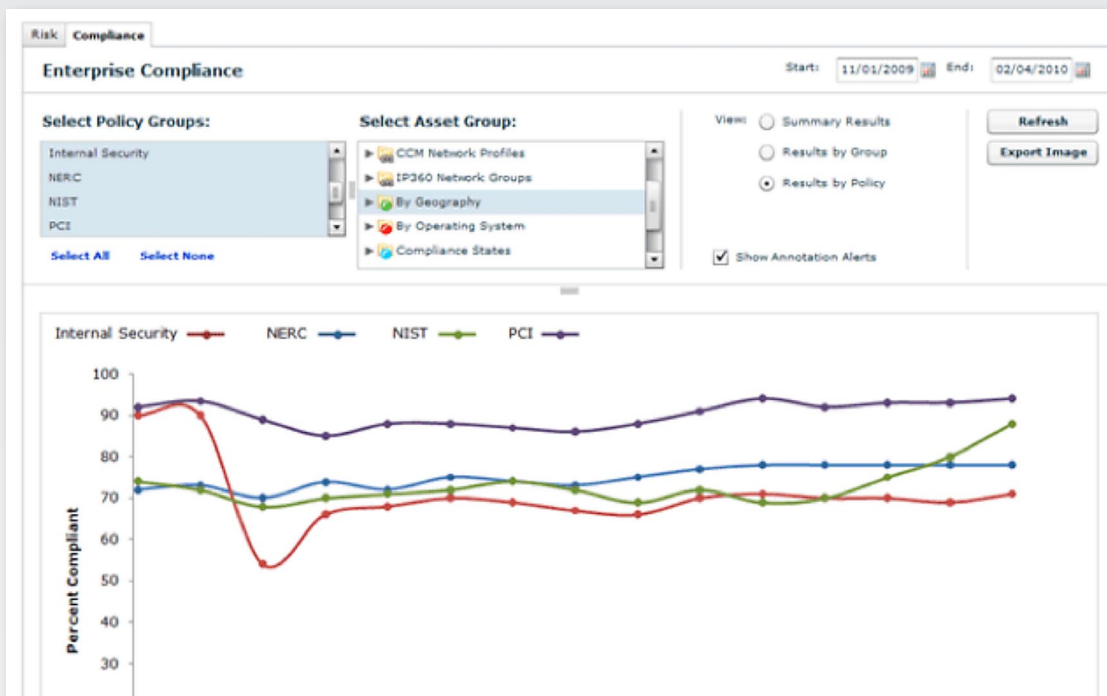 Risk Compliance
Enterprise Compliance
Start: 11/01/2009 End: 02/04/2010
Select Policy Groups:
Internal Security
NERC
NIST
PCI
Select All Select None
Select Asset Group:
CCM Network Profiles
IP360 Network Groups
By Geography
By Operating System
Compliance States
View: Summary Results
Results by Group
Results by Policy
Show Annotation Alerts
Refresh
Export Image
Internal Security NERC NIST PCI
Percent Compliant
100
90
80
70
60
50
40
30